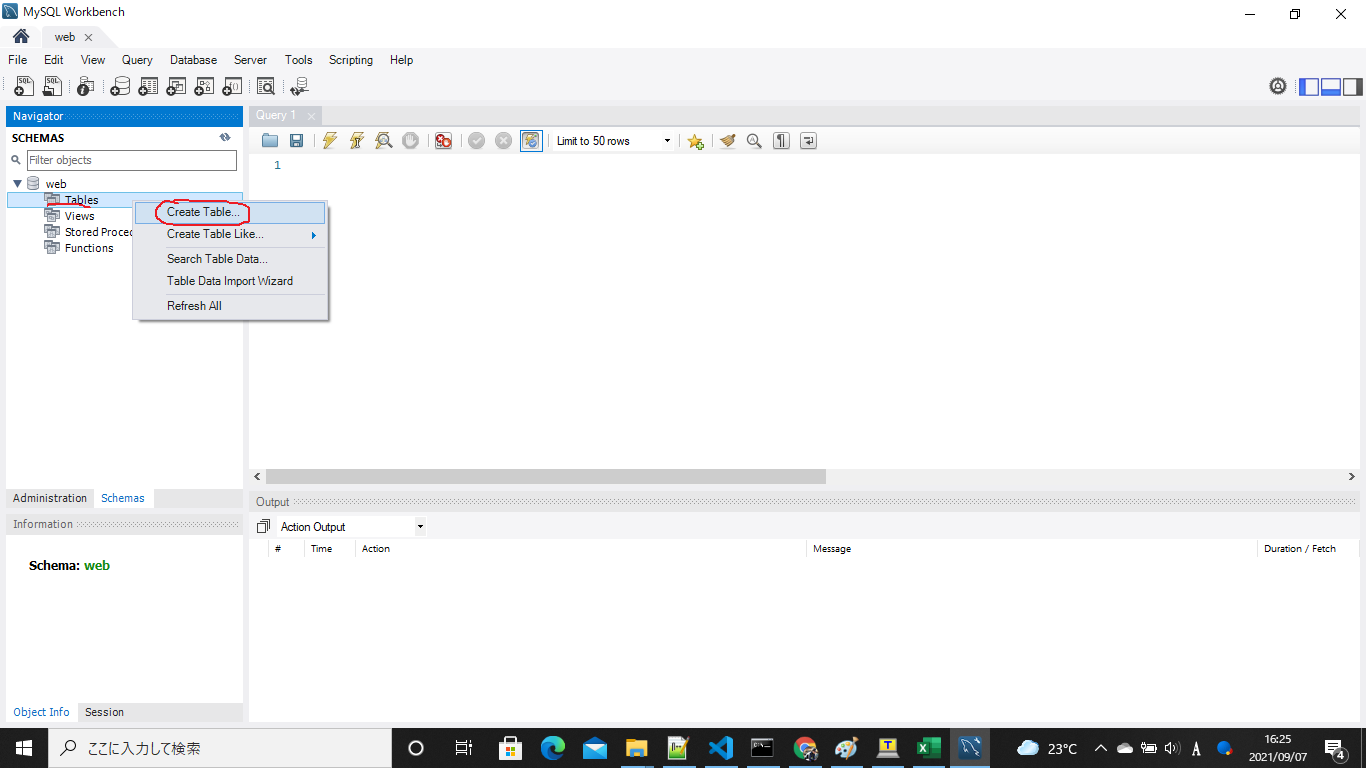 MySQL Workbench
web
File Edit View Query Database Server Tools Scripting Help
Navigator
Query 1
SCHEMAS
Limit to 50 rows
Filter objects
1
web
Tables
Views
Stored Proced
Functions
Create Table...
Create Table Like...
Search Table Data...
Table Data Import Wizard
Refresh All
Administration Schemas
Output
Information
Action Output
# Time Action Message Duration / Fetch
Schema: web
Object Info Session
ここに入力して検索
23°C
A
16:25
2021/09/07
4